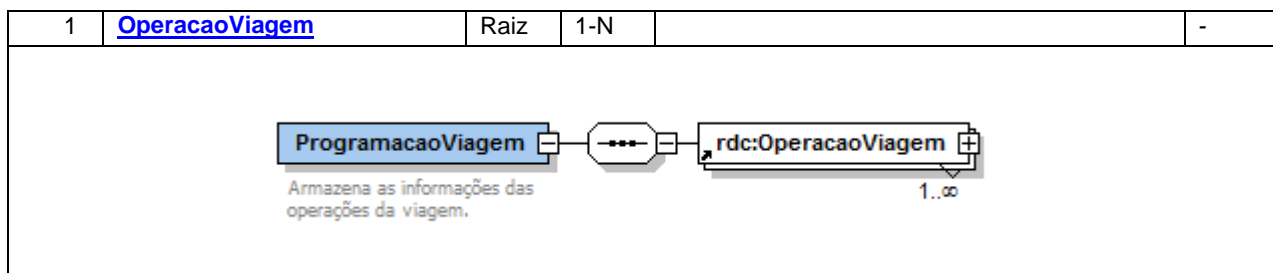 1 OperacaoViagem Raiz 1-N -
ProgramacaoViagem rdc:OperacaoViagem
Armazena as informações das
operações da viagem.
1..∞